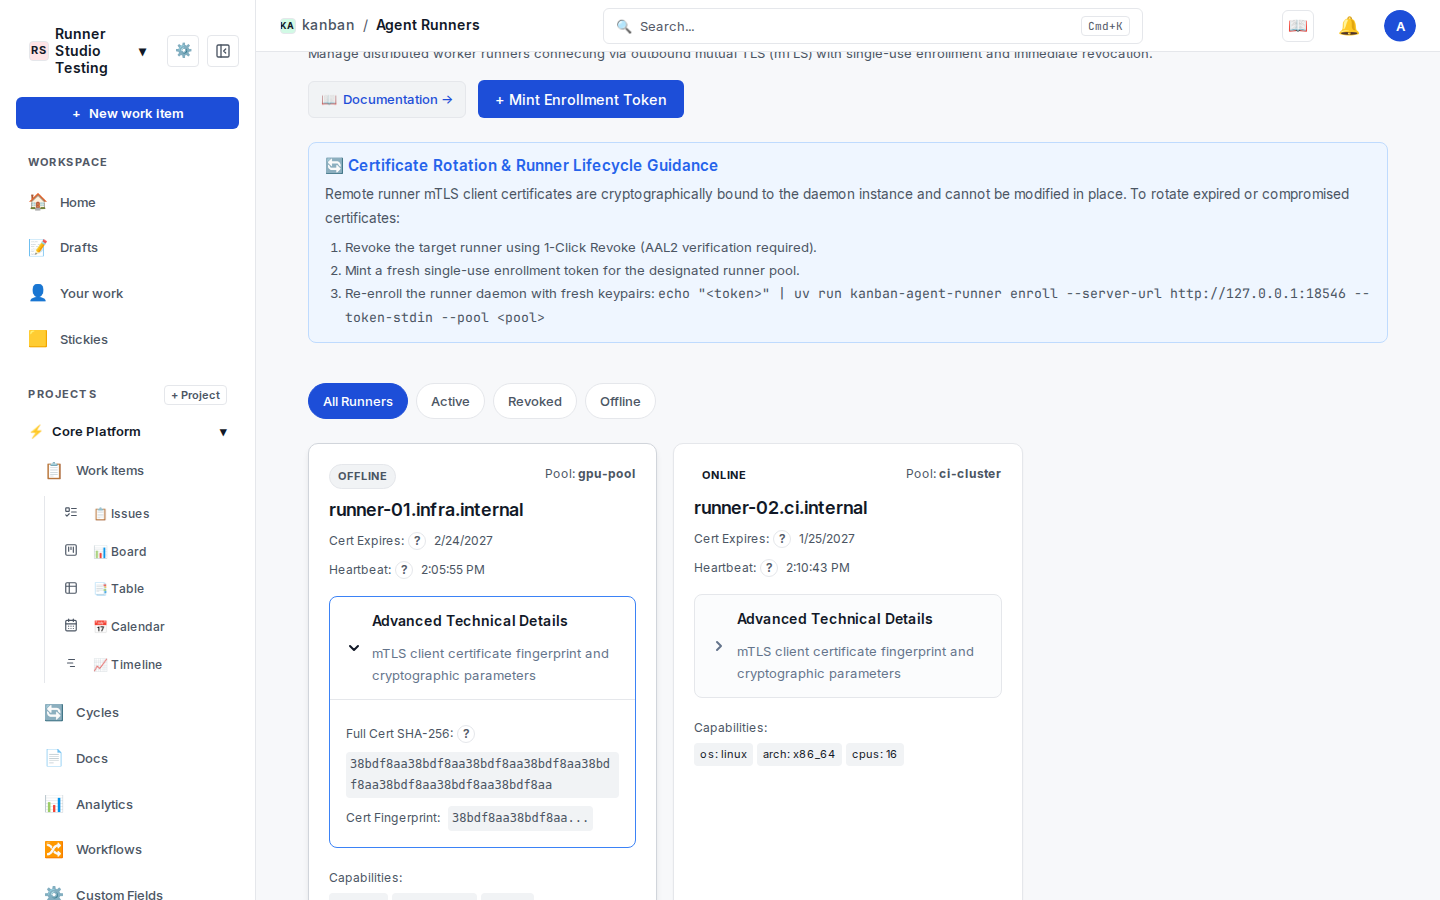 RS Runner Studio Testing ▾
+ New work item
WORKSPACE
Home
Drafts
Your work
Stickies
PROJECTS
+ Project
Core Platform ▾
Work Items
Issues
Board
Table
Calendar
Timeline
Cycles
Docs
Analytics
Workflows
Custom Fields
KA kanban / Agent Runners
Search...
Cmd+K
A
Manage distributed worker runners connecting via outbound mutual TLS (mTLS) with single-use enrollment and immediate revocation.
Documentation →
+ Mint Enrollment Token
Certificate Rotation & Runner Lifecycle Guidance
Remote runner mTLS client certificates are cryptographically bound to the daemon instance and cannot be modified in place. To rotate expired or compromised
certificates:
1. Revoke the target runner using 1-Click Revoke (AAL2 verification required).
2. Mint a fresh single-use enrollment token for the designated runner pool.
3. Re-enroll the runner daemon with fresh keypairs: echo "<token>" | uv run kanban-agent-runner enroll --server-url http://127.0.0.1:18546 --
token-stdin --pool <pool>
All Runners
Active
Revoked
Offline
OFFLINE
Pool: gpu-pool
runner-01.infra.internal
Cert Expires: ? 2/24/2027
Heartbeat: ? 2:05:55 PM
Advanced Technical Details
mTLS client certificate fingerprint and
cryptographic parameters
Full Cert SHA-256: ?
38bdf8aa38bdf8aa38bdf8aa38bdf8aa38bd
f8aa38bdf8aa38bdf8aa38bdf8aa
Cert Fingerprint: 38bdf8aa38bdf8aa...
Capabilities:
ONLINE
Pool: ci-cluster
runner-02.ci.internal
Cert Expires: ? 1/25/2027
Heartbeat: ? 2:10:43 PM
Advanced Technical Details
mTLS client certificate fingerprint and
cryptographic parameters
Capabilities:
os: linux
arch: x86_64
cpus: 16